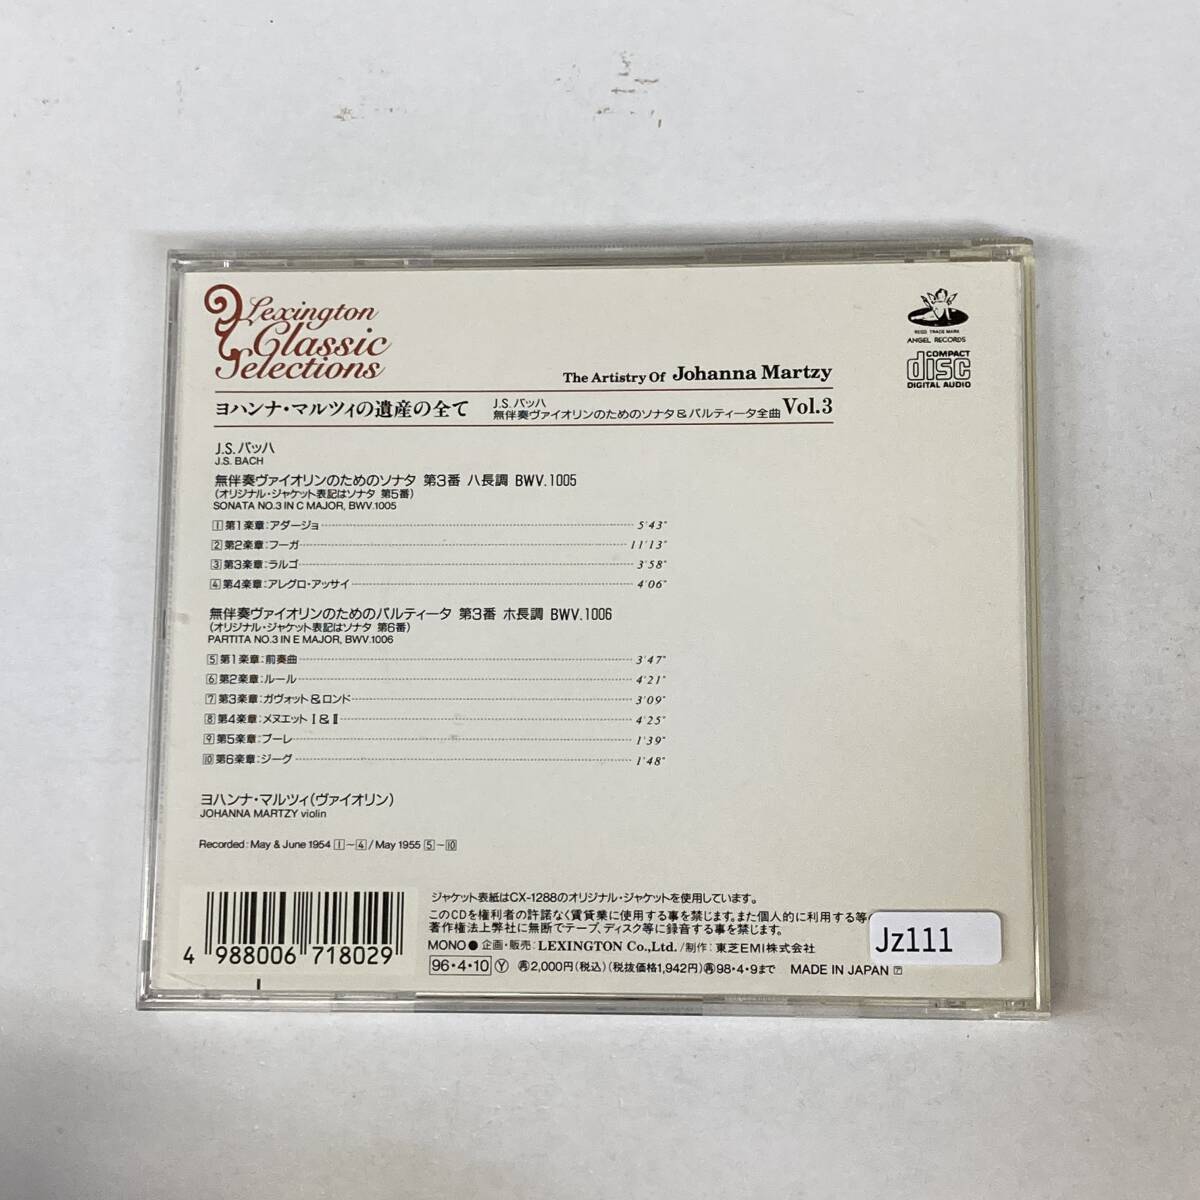 Lexington
Classic
Selections
REGD. TRADE MARK
ANGEL RECORDS
COMPACT
disc
DIGITAL AUDIO
The Artistry Of Johanna Martzy
ヨハンナ・マルツィの遺産の全て J.S.バッハ 無伴奏ヴァイオリンのためのソナタ&パルティータ全曲 Vol.3
J.S.バッハ
J.S. BACH
無伴奏ヴァイオリンのためのソナタ 第3番 ハ長調 BWV.1005
(オリジナル・ジャケット表記はソナタ 第5番)
SONATA NO.3 IN C MAJOR, BWV.1005
1 第1楽章:アダージョ 5'43"
2 第2楽章:フーガ 11'13"
3 第3楽章:ラルゴ 3'58"
4 第4楽章:アレグロ・アッサイ 4'06"
無伴奏ヴァイオリンのためのパルティータ 第3番 ホ長調 BWV.1006
(オリジナル・ジャケット表記はソナタ 第6番)
PARTITA NO.3 IN E MAJOR, BWV.1006
5 第1楽章:前奏曲 3'47"
6 第2楽章:ルール 4'21"
7 第3楽章:ガヴォット&ロンド 3'09"
8 第4楽章:メヌエット I & II 4'25"
9 第5楽章:ブーレ 1'39"
10 第6楽章:ジーグ 1'48"
ヨハンナ・マルツィ(ヴァイオリン)
JOHANNA MARTZY violin
Recorded: May & June 1954 1~4 / May 1955 5~10
ジャケット表紙はCX-1288のオリジナル・ジャケットを使用しています。
このCDを権利者の許諾なく賃貸業に使用する事を禁じます。また個人的に利用する等の
著作権法上弊社に無断でテープ、ディスク等に録音する事を禁じます。
MONO● 企画・販売:LEXINGTON Co.,Ltd./制作:東芝EMI株式会社
96・4・10 Ⓨ ㊢2,000円(税込)(税抜価格1,942円)㊢98・4・9まで MADE IN JAPAN
4 988006 718029
Jz111